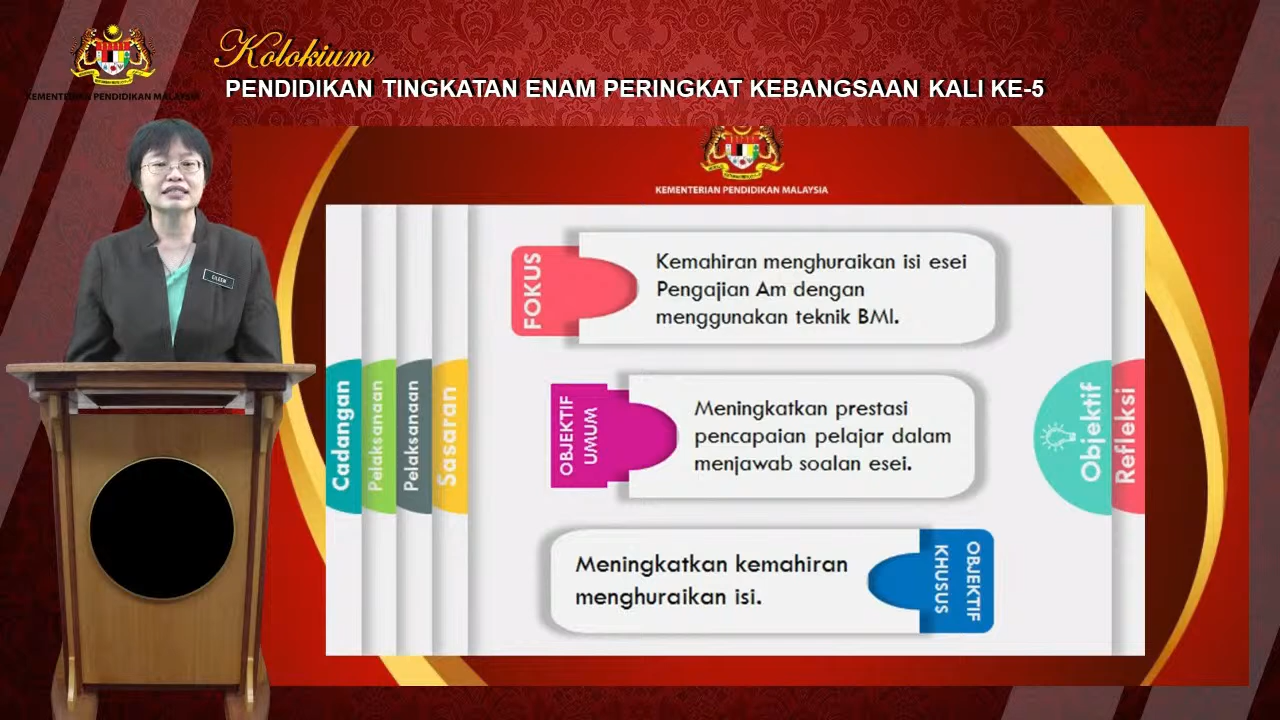 Kolokium
PENDIDIKAN TINGKATAN ENAM PERINGKAT KEBANGSAAN KALI KE-5
KEMENTERIAN PENDIDIKAN MALAYSIA
EILEEN
KEMENTERIAN PENDIDIKAN MALAYSIA
Cadangan
Pelaksanaan
Pelaksanaan
Sasaran
FOKUS
Kemahiran menghuraikan isi esei
Pengajian Am dengan
menggunakan teknik BMI.
OBJEKTIF
UMUM
Meningkatkan prestasi
pencapaian pelajar dalam
menjawab soalan esei.
Meningkatkan kemahiran
menghuraikan isi.
OBJEKTIF
KHUSUS
Objektif
Refleksi